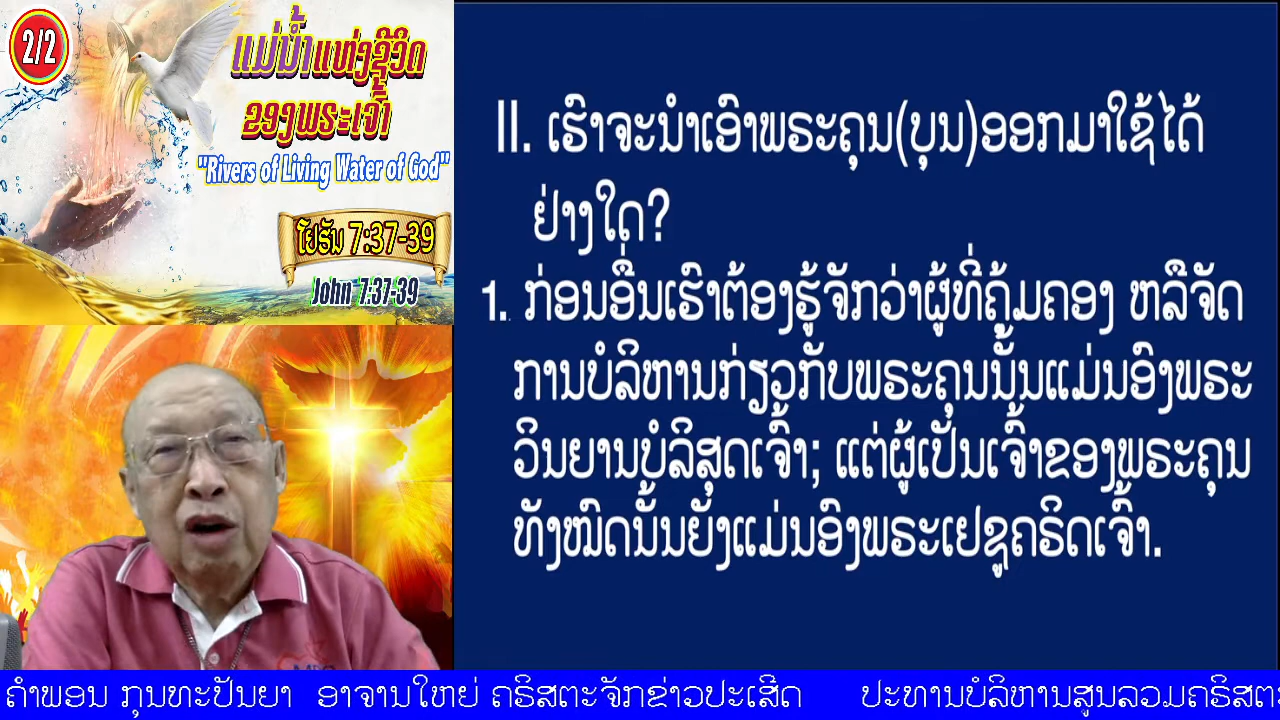 2/2
ແມ່ນ້ຳແຫ່ງຊີວິດ
ຂອງພຣະເຈົ້າ
"Rivers of Living Water of God"
ໂຢຮັນ 7:37-39
John 7:37-39
II. ເຮົາຈະນຳເອົາພຣະຄຸນ(ບຸນ)ອອກມາໃຊ້ໄດ້
ຢ່າງໃດ?
1. ກ່ອນອື່ນເຮົາຕ້ອງຮູ້ຈັກວ່າຜູ້ທີ່ຄຸ້ມຄອງ ຫລືຈັດ
ການບໍລິຫານກ່ຽວກັບພຣະຄຸນນັ້ນແມ່ນອົງພຣະ
ວິນຍານບໍລິສຸດເຈົ້າ; ແຕ່ຜູ້ເປັນເຈົ້າຂອງພຣະຄຸນ
ທັງໝົດນັ້ນຍັງແມ່ນອົງພຣະເຢຊູຄຣິດເຈົ້າ.
ຄຳພອນ ກຸນທະປັນຍາ ອາຈານໃຫຍ່ ຄຣິສຕະຈັກຂ່າວປະເສີດ ປະທານບໍລິຫານສູນລວມຄຣິສຕະ